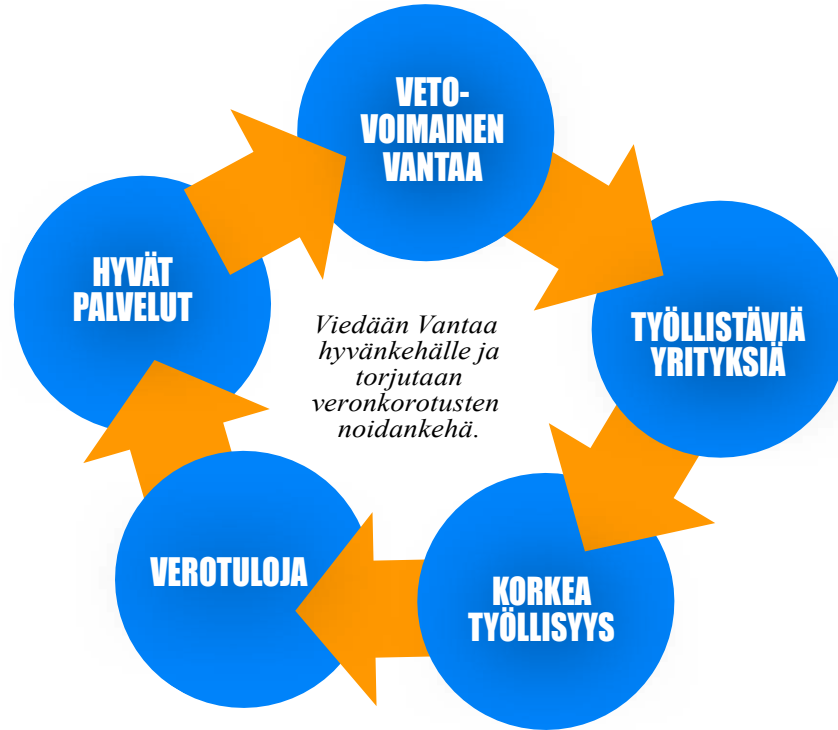 VETO-
VOIMAINEN
VANTAA
TYÖLLISTÄVIÄ
YRITYKSIÄ
KORKEA
TYÖLLISYYS
VEROTULOJA
HYVÄT
PALVELUT
Viedään Vantaa
hyvänkehälle ja
torjutaan
veronkorotusten
noidankehä.